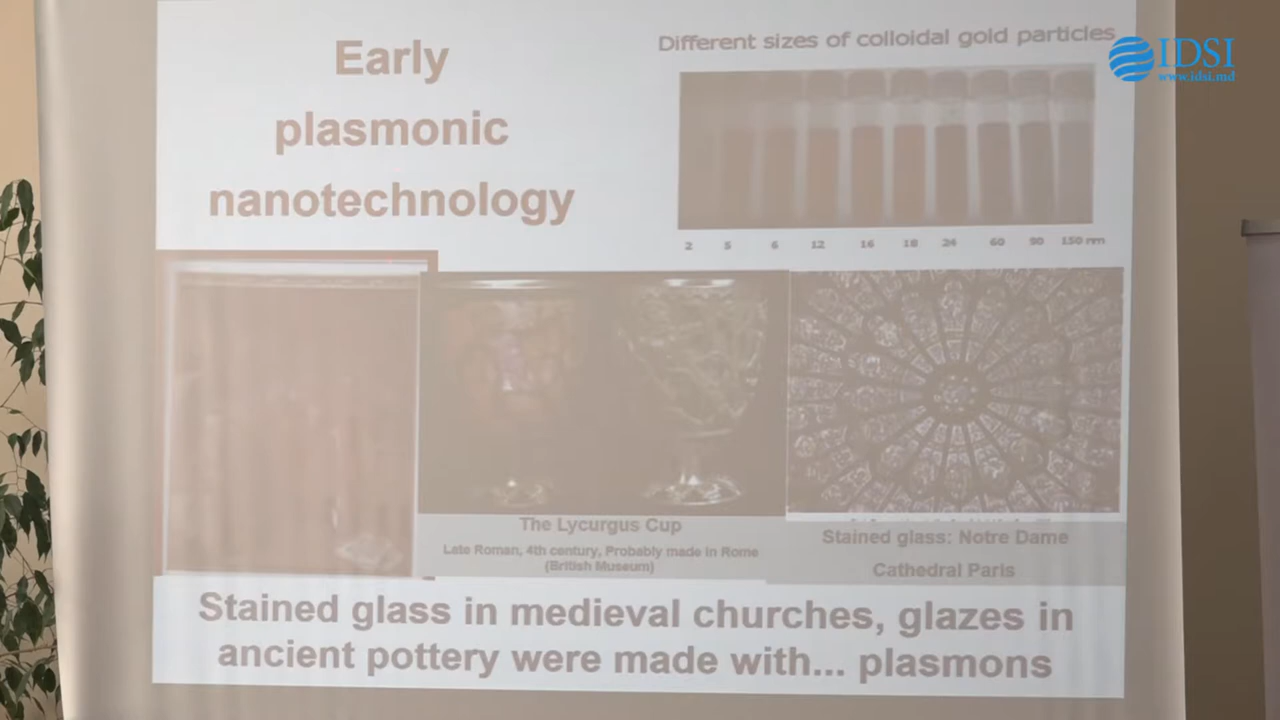 Early
plasmonic
nanotechnology
Different sizes of colloidal gold particles
IDSI
www.idsi.md
2 5 6 12 16 18 24 60 90 150 nm
The Lycurgus Cup
Late Roman, 4th century, Probably made in Rome
(British Museum)
Stained glass: Notre Dame
Cathedral Paris
Stained glass in medieval churches, glazes in
ancient pottery were made with... plasmons